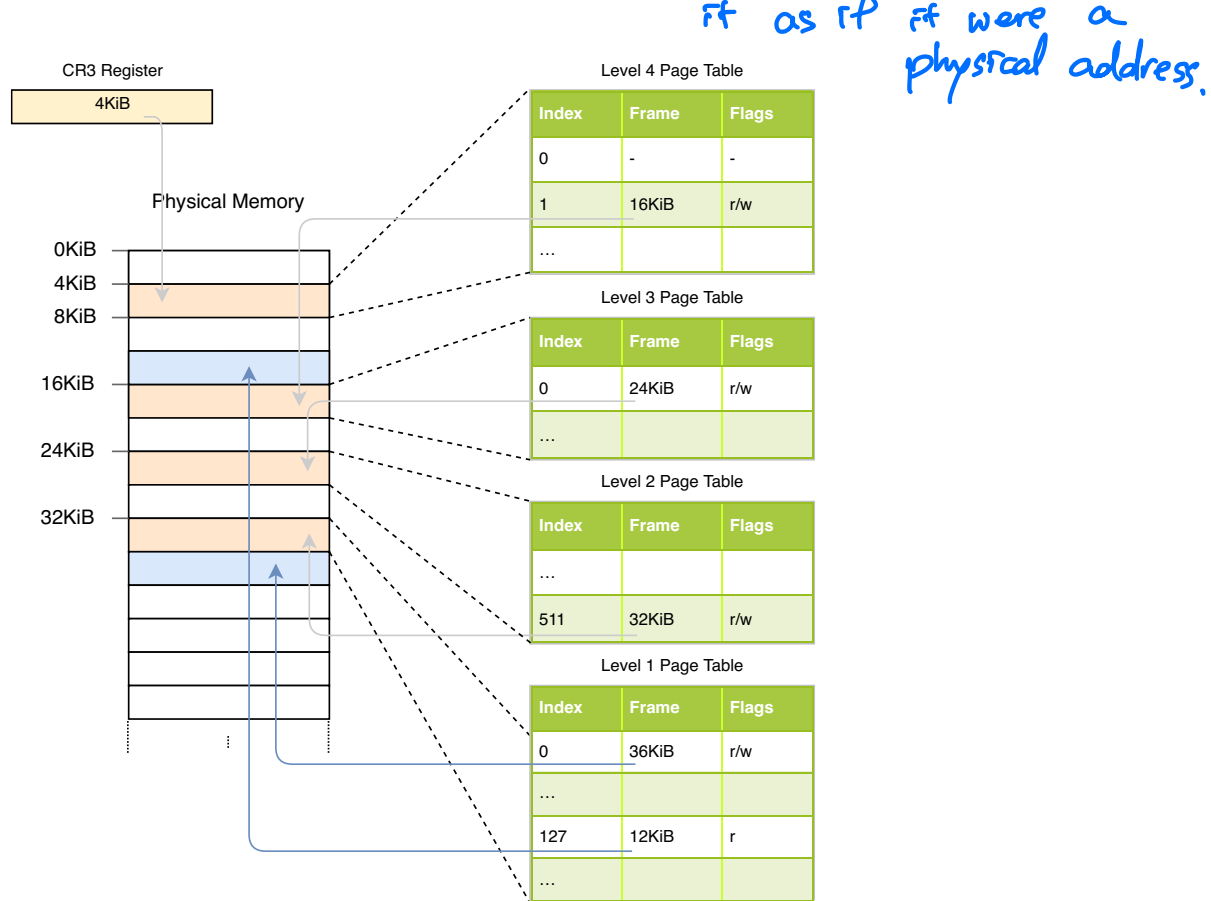 it as if it were a
physical address.
CR3 Register
4KiB
Physical Memory
0KiB
4KiB
8KiB
16KiB
24KiB
32KiB
...
Level 4 Page Table
Index Frame Flags
0 - -
1 16KiB r/w
...
Level 3 Page Table
Index Frame Flags
0 24KiB r/w
...
Level 2 Page Table
Index Frame Flags
...
511 32KiB r/w
Level 1 Page Table
Index Frame Flags
0 36KiB r/w
...
127 12KiB r
...